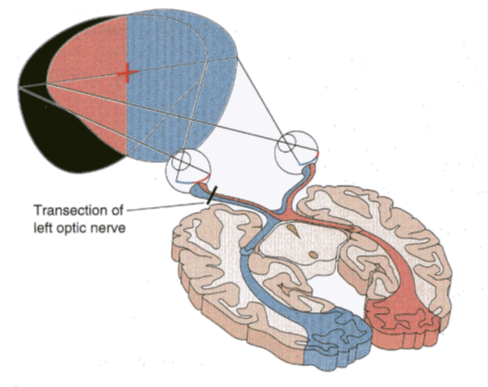 Transection of
left optic nerve